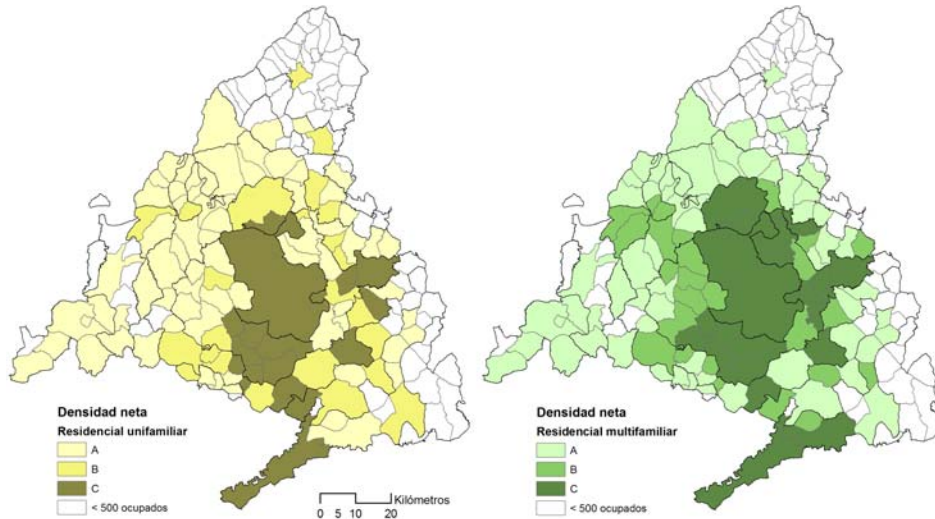 Densidad neta
Residencial unifamiliar
A
B
C
< 500 ocupados
Kilómetros
0 5 10 20
Densidad neta
Residencial multifamiliar
A
B
C
< 500 ocupados